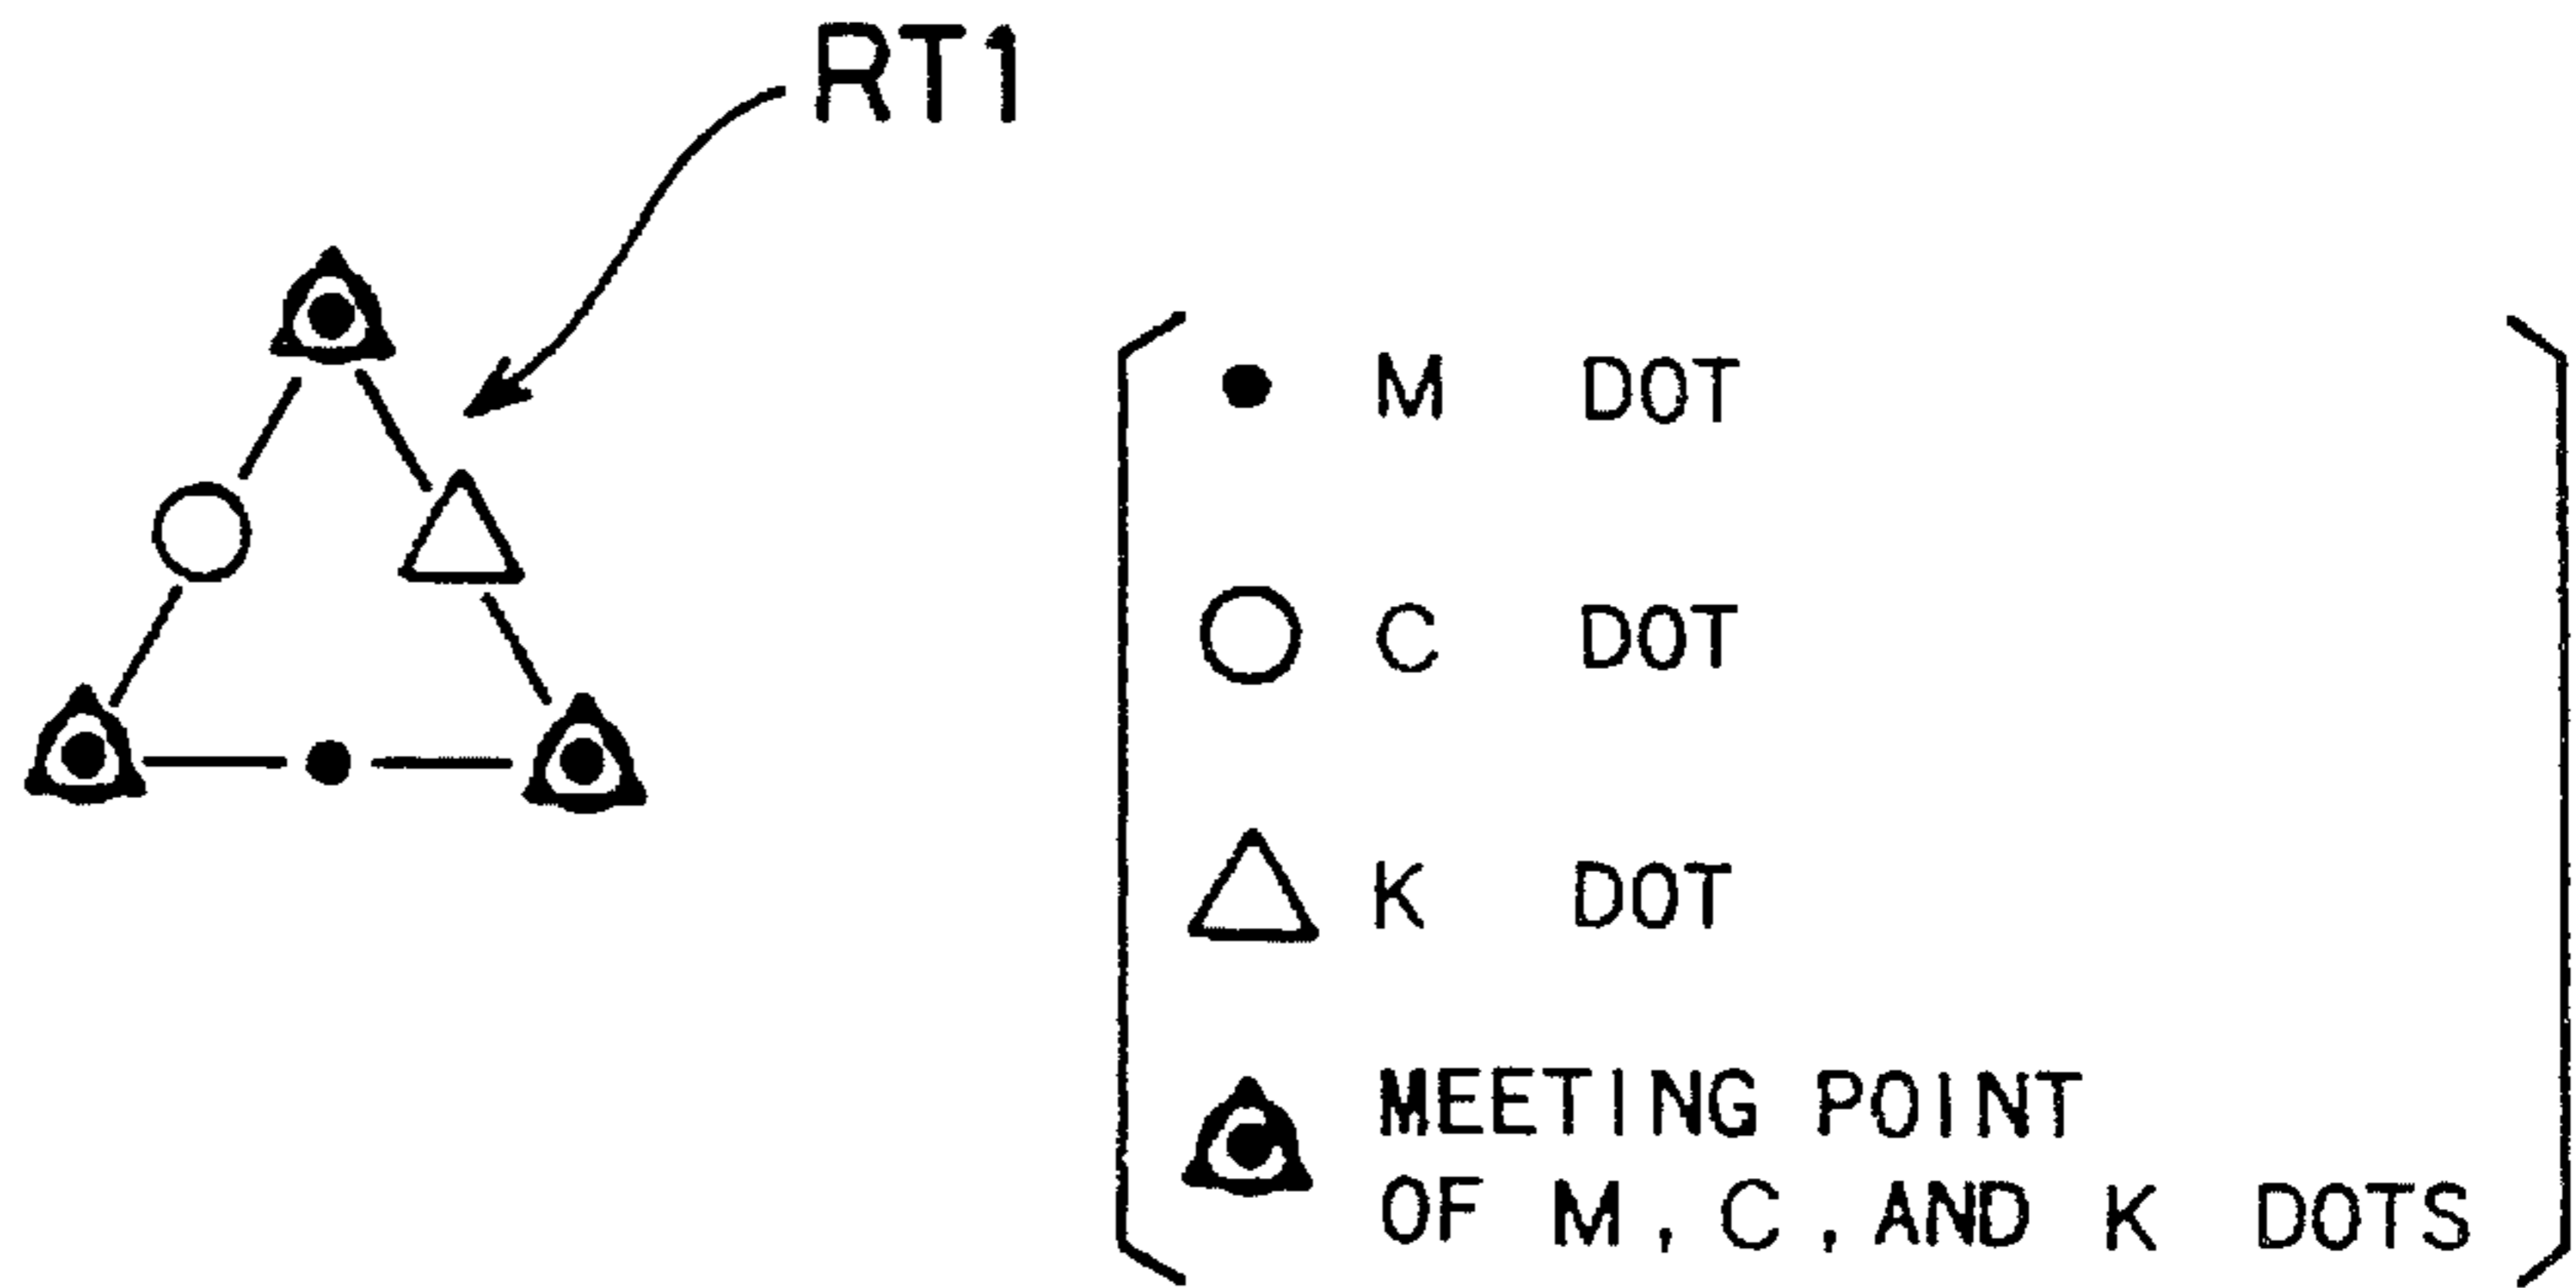 RT1
M DOT
C DOT
K DOT
MEETING POINT
OF M, C, AND K DOTS